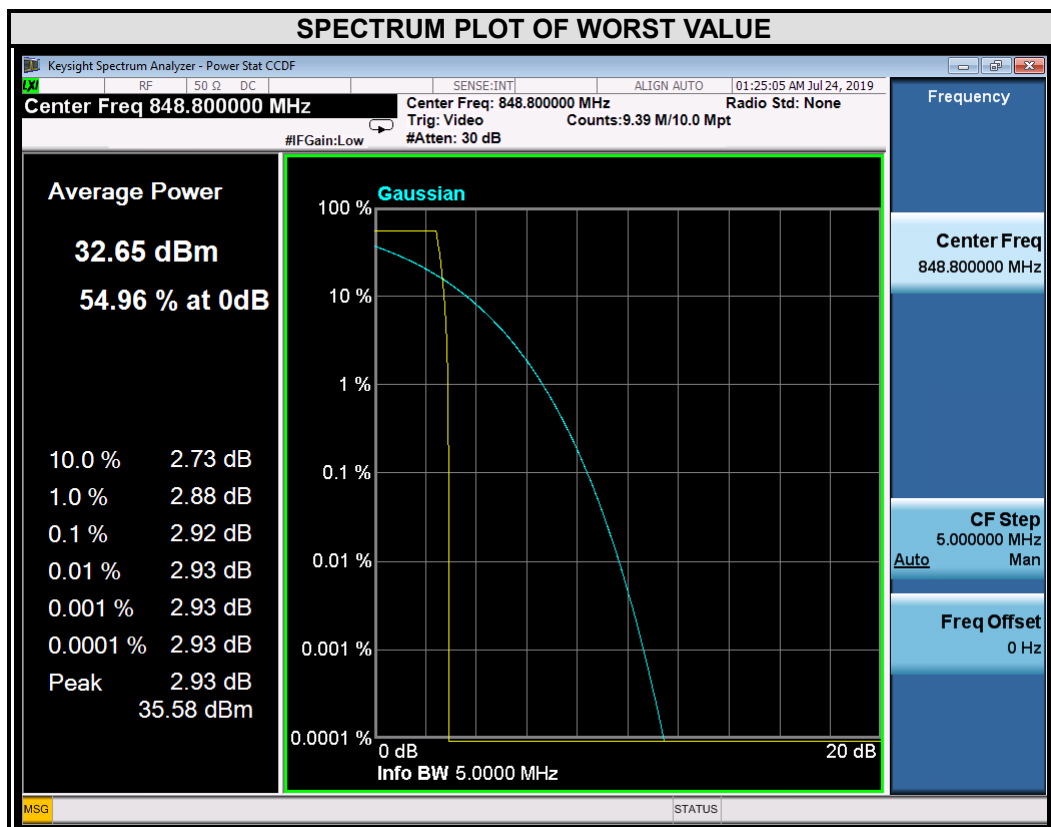 SPECTRUM PLOT OF WORST VALUE
Keysight Spectrum Analyzer - Power Stat CCDF
LXI RF 50 Ω DC SENSE:INT ALIGN AUTO 01:25:05 AM Jul 24, 2019
Center Freq 848.800000 MHz
#IFGain:Low
Center Freq: 848.800000 MHz Radio Std: None
Trig: Video Counts:9.39 M/10.0 Mpt
#Atten: 30 dB
Average Power
32.65 dBm
54.96 % at 0dB
10.0 % 2.73 dB
1.0 % 2.88 dB
0.1 % 2.92 dB
0.01 % 2.93 dB
0.001 % 2.93 dB
0.0001 % 2.93 dB
Peak 2.93 dB
35.58 dBm
Gaussian
100 %
10 %
1 %
0.1 %
0.01 %
0.001 %
0.0001 %
0 dB 20 dB
Info BW 5.0000 MHz
Frequency
Center Freq
848.800000 MHz
CF Step
5.000000 MHz
Auto Man
Freq Offset
0 Hz
MSG STATUS